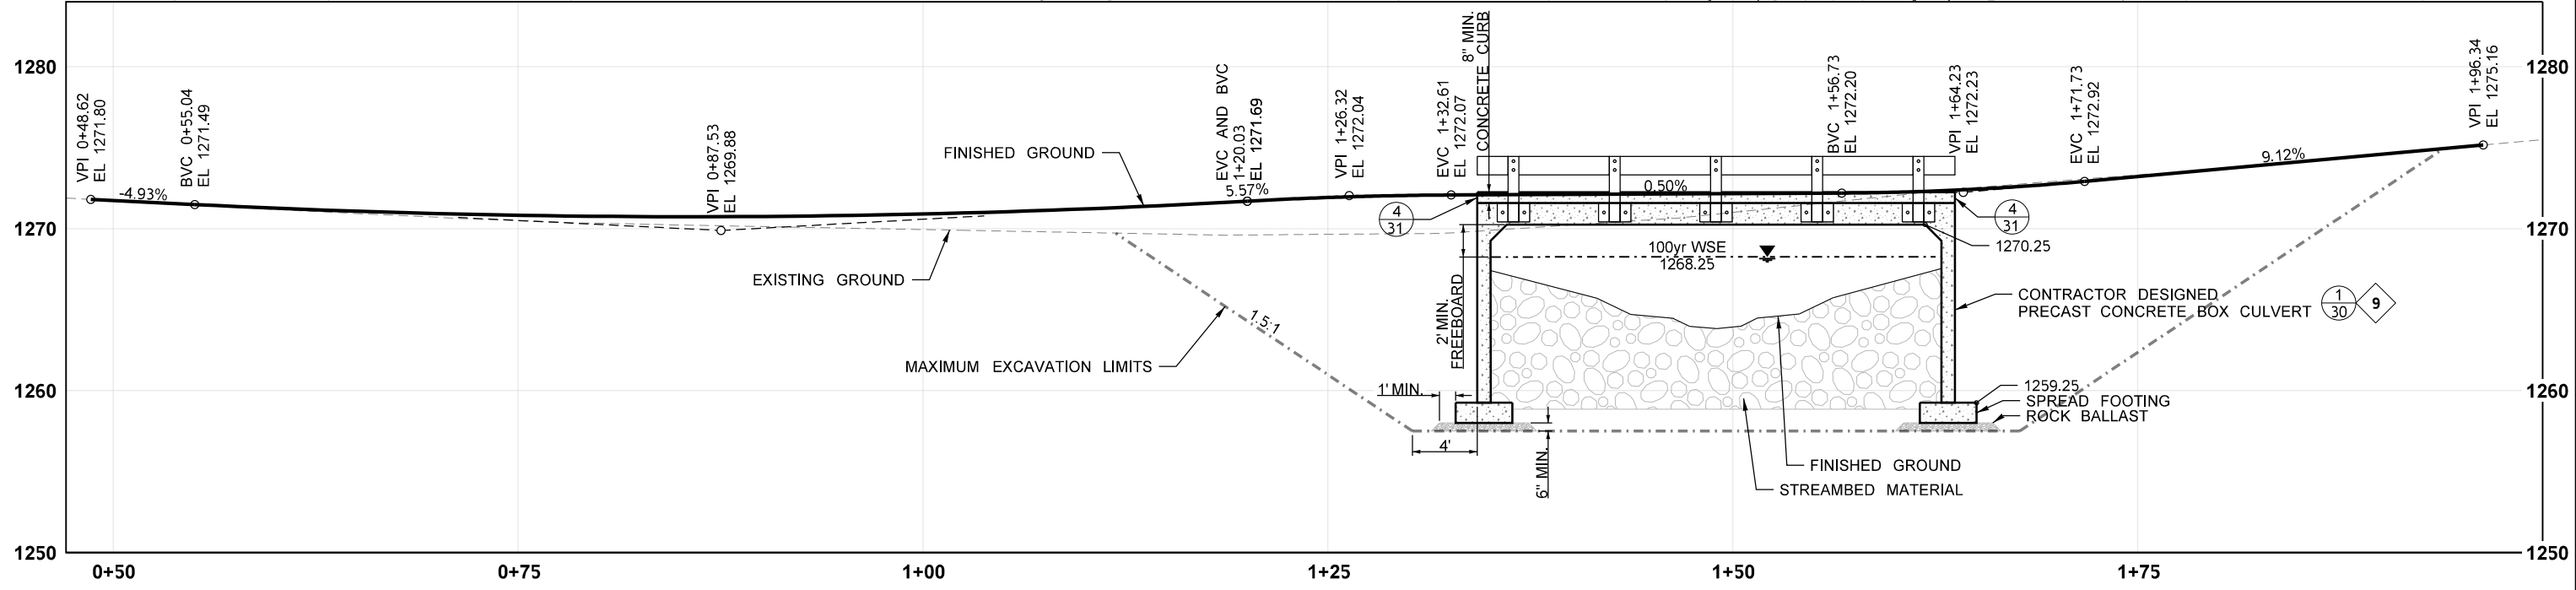 1280
1270
1260
1250
VPI 0+48.62
EL 1271.80
-4.93%
BVC 0+55.04
EL 1271.49
VPI 0+87.53
EL 1269.88
FINISHED GROUND
EXISTING GROUND
EVC AND BVC
1+20.03
EL 1271.69
5.57%
VPI 1+26.32
EL 1272.04
EVC 1+32.61
EL 1272.07
8" MIN.
CONCRETE CURB
0.50%
BVC 1+56.73
EL 1272.20
VPI 1+64.23
EL 1272.23
EVC 1+71.73
EL 1272.92
9.12%
VPI 1+96.34
EL 1275.16
4
31
4
31
1270.25
100yr WSE
1268.25
2' MIN.
FREEBOARD
1.5:1
MAXIMUM EXCAVATION LIMITS
1' MIN.
4'
6" MIN.
CONTRACTOR DESIGNED
PRECAST CONCRETE BOX CULVERT
1
30
9
1259.25
SPREAD FOOTING
ROCK BALLAST
FINISHED GROUND
STREAMBED MATERIAL
1280
1270
1260
1250
0+50
0+75
1+00
1+25
1+50
1+75